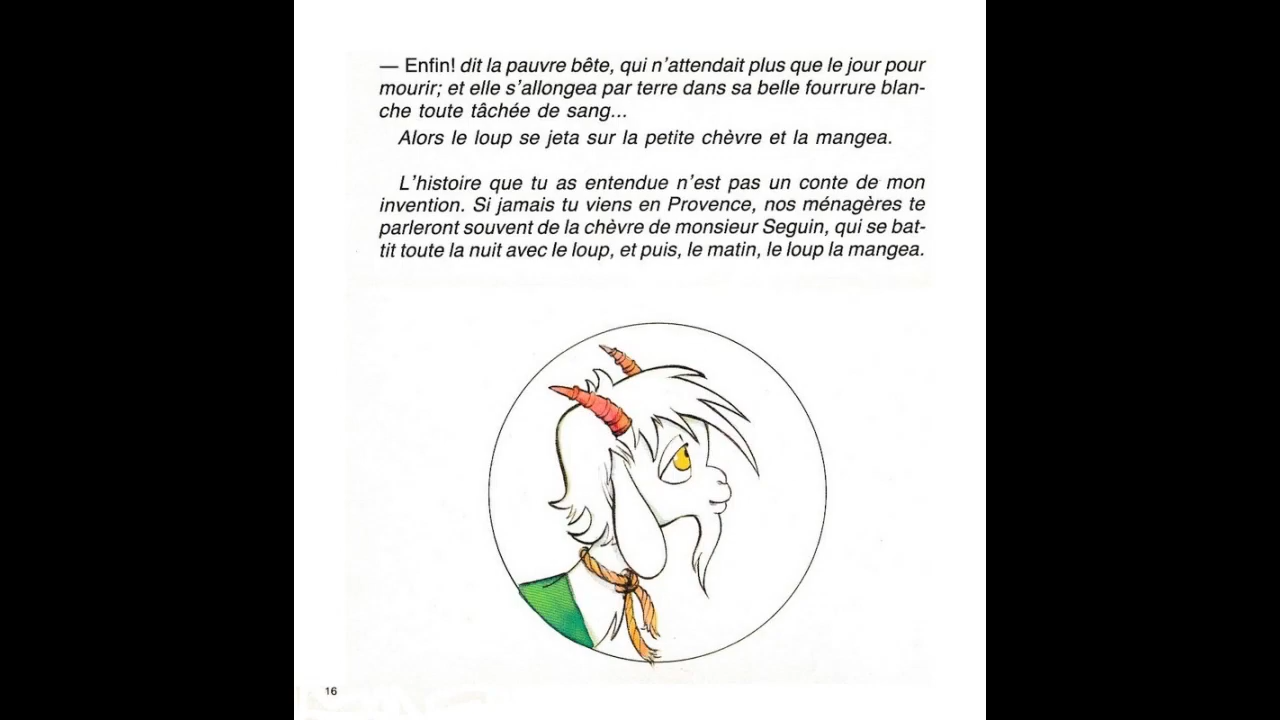 — Enfin! dit la pauvre bête, qui n'attendait plus que le jour pour
mourir; et elle s'allongea par terre dans sa belle fourrure blan-
che toute tâchée de sang...
Alors le loup se jeta sur la petite chèvre et la mangea.
L'histoire que tu as entendue n'est pas un conte de mon
invention. Si jamais tu viens en Provence, nos ménagères te
parleront souvent de la chèvre de monsieur Seguin, qui se bat-
tit toute la nuit avec le loup, et puis, le matin, le loup la mangea.
16